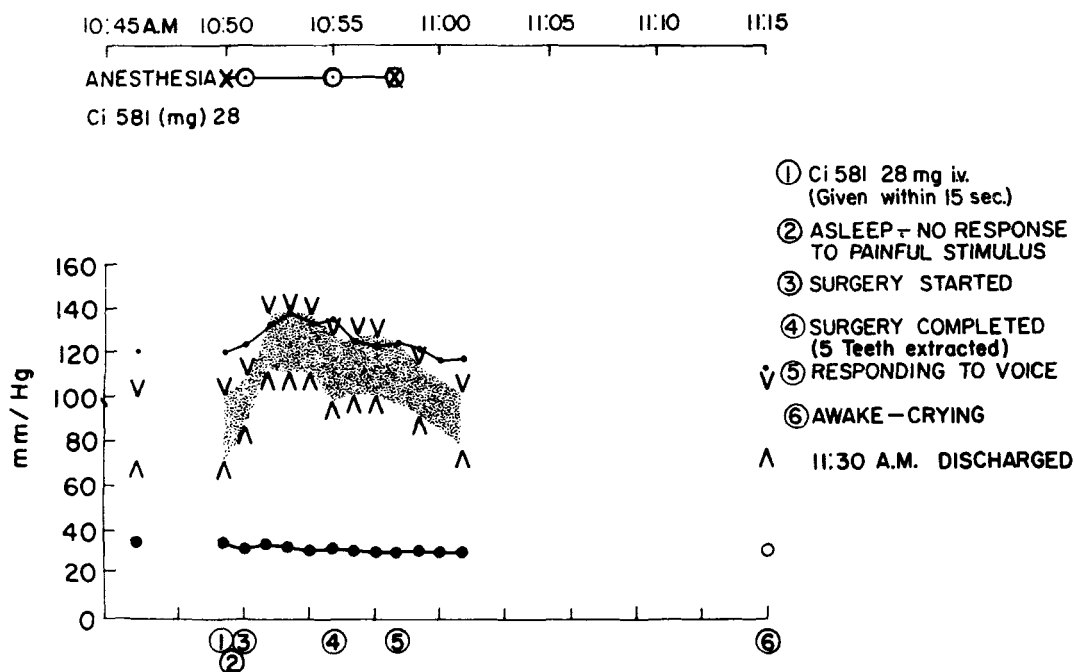 10:45 A.M 10:50 10:55 11:00 11:05 11:10 11:15
ANESTHESIA
Ci 581 (mg) 28
① Ci 581 28 mg i.v.
(Given within 15 sec.)
② ASLEEP - NO RESPONSE
TO PAINFUL STIMULUS
③ SURGERY STARTED
④ SURGERY COMPLETED
(5 Teeth extracted)
⑤ RESPONDING TO VOICE
⑥ AWAKE - CRYING
11:30 A.M. DISCHARGED
mm/Hg
160
140
120
100
80
60
40
20
0
① ③ ④ ⑤ ⑥
②